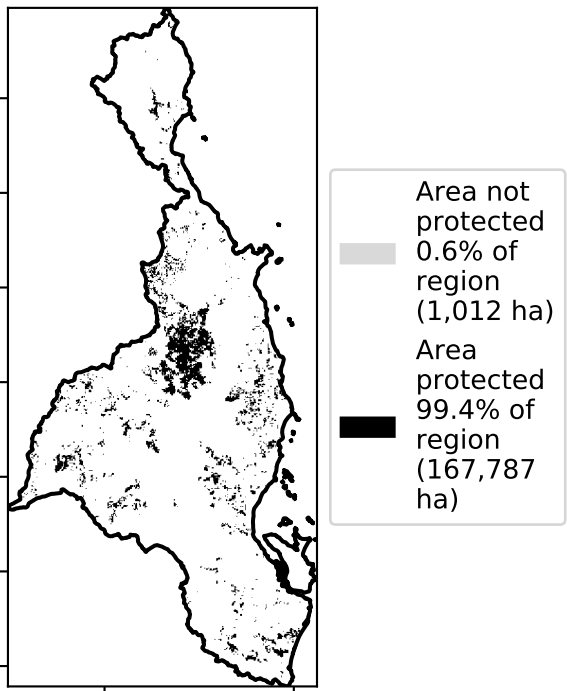 Area not
protected
0.6% of
region
(1,012 ha)
Area
protected
99.4% of
region
(167,787
ha)